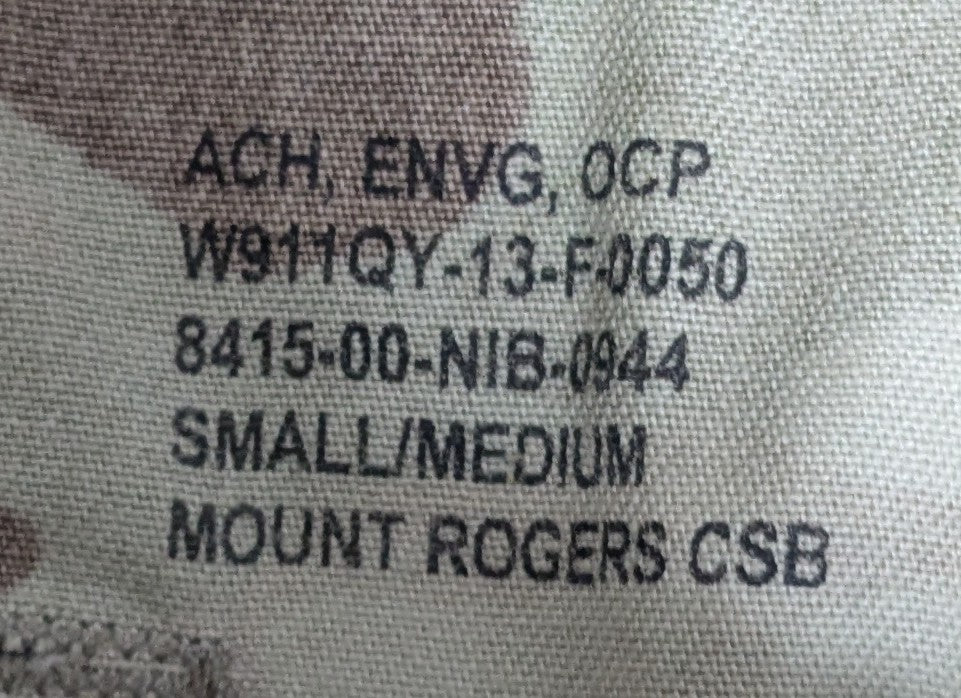 ACH, ENVG, OCP
W911QY-13-F-0050
8415-00-NIB-0944
SMALL/MEDIUM
MOUNT ROGERS CSB